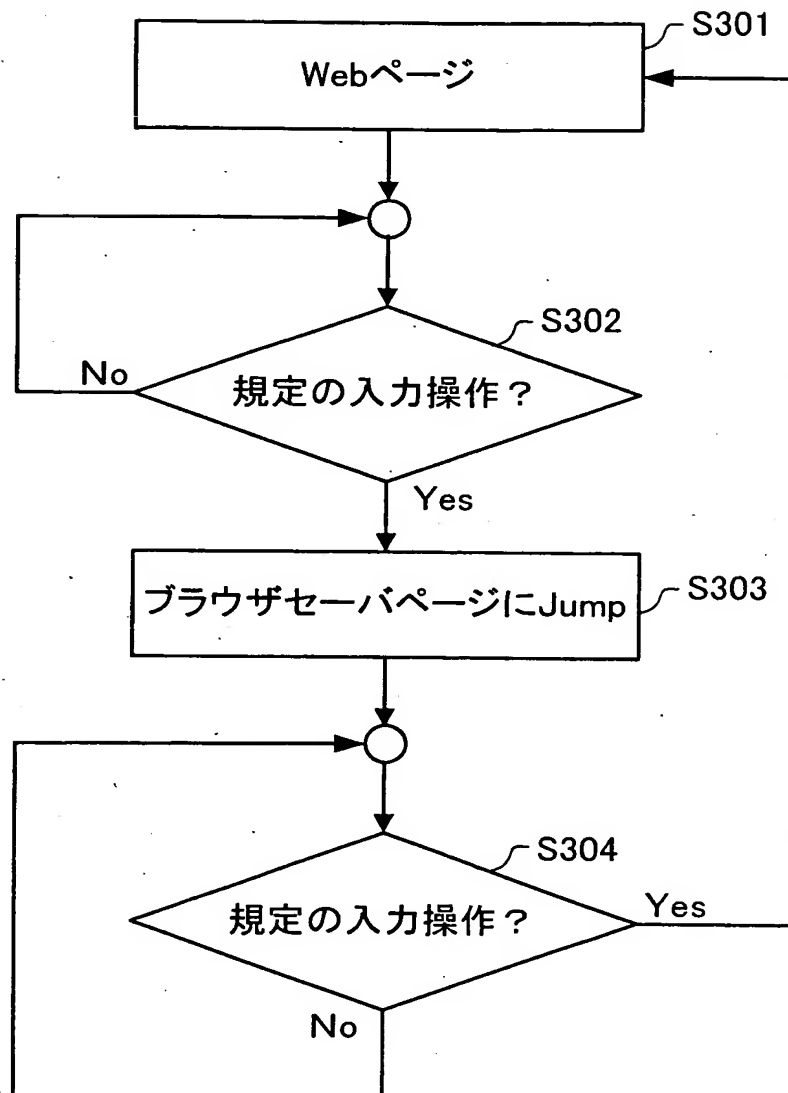 S301
Webページ
S302
No
規定の入力操作？
Yes
ブラウザセーバページにJump
S303
S304
規定の入力操作？
Yes
No